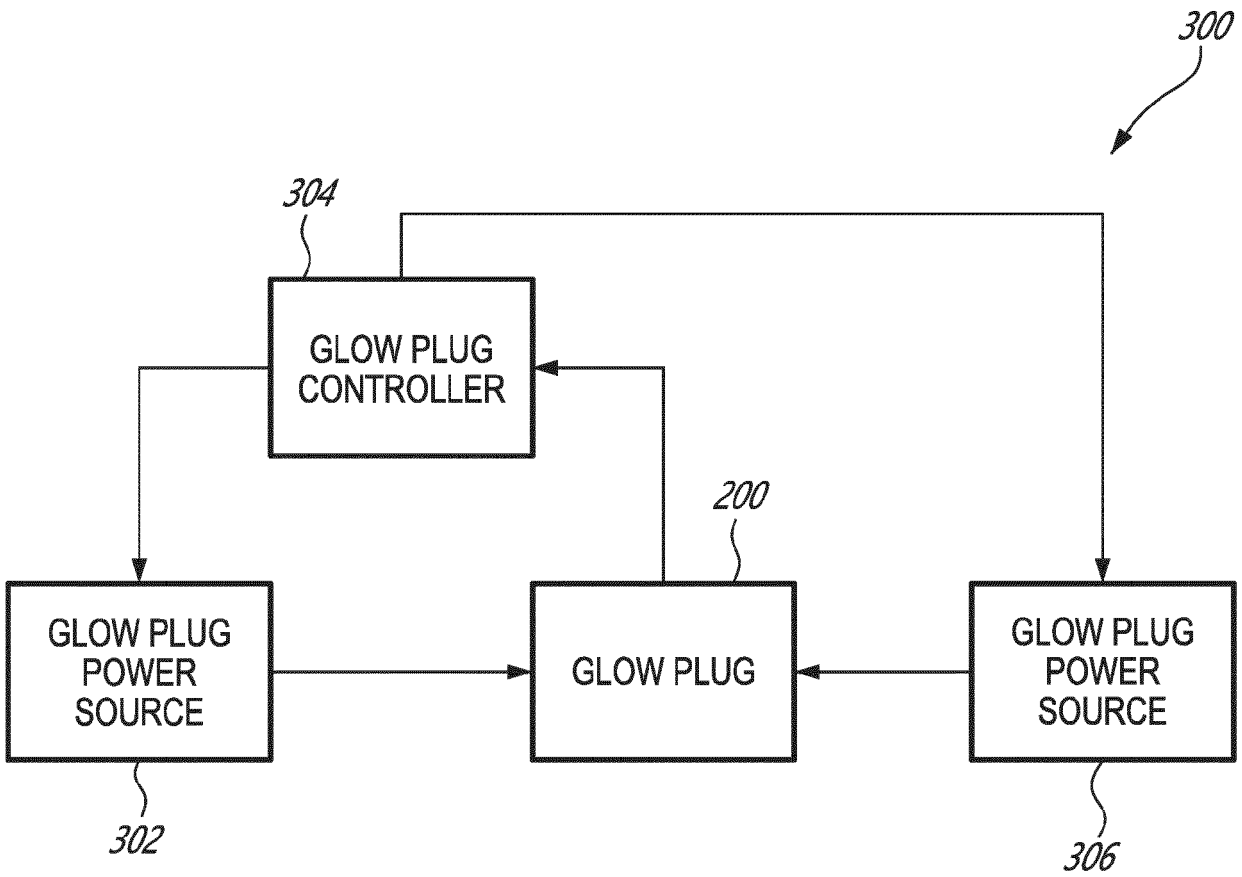 300
304
GLOW PLUG
CONTROLLER
200
GLOW PLUG
POWER
SOURCE
GLOW PLUG
GLOW PLUG
POWER
SOURCE
302
306